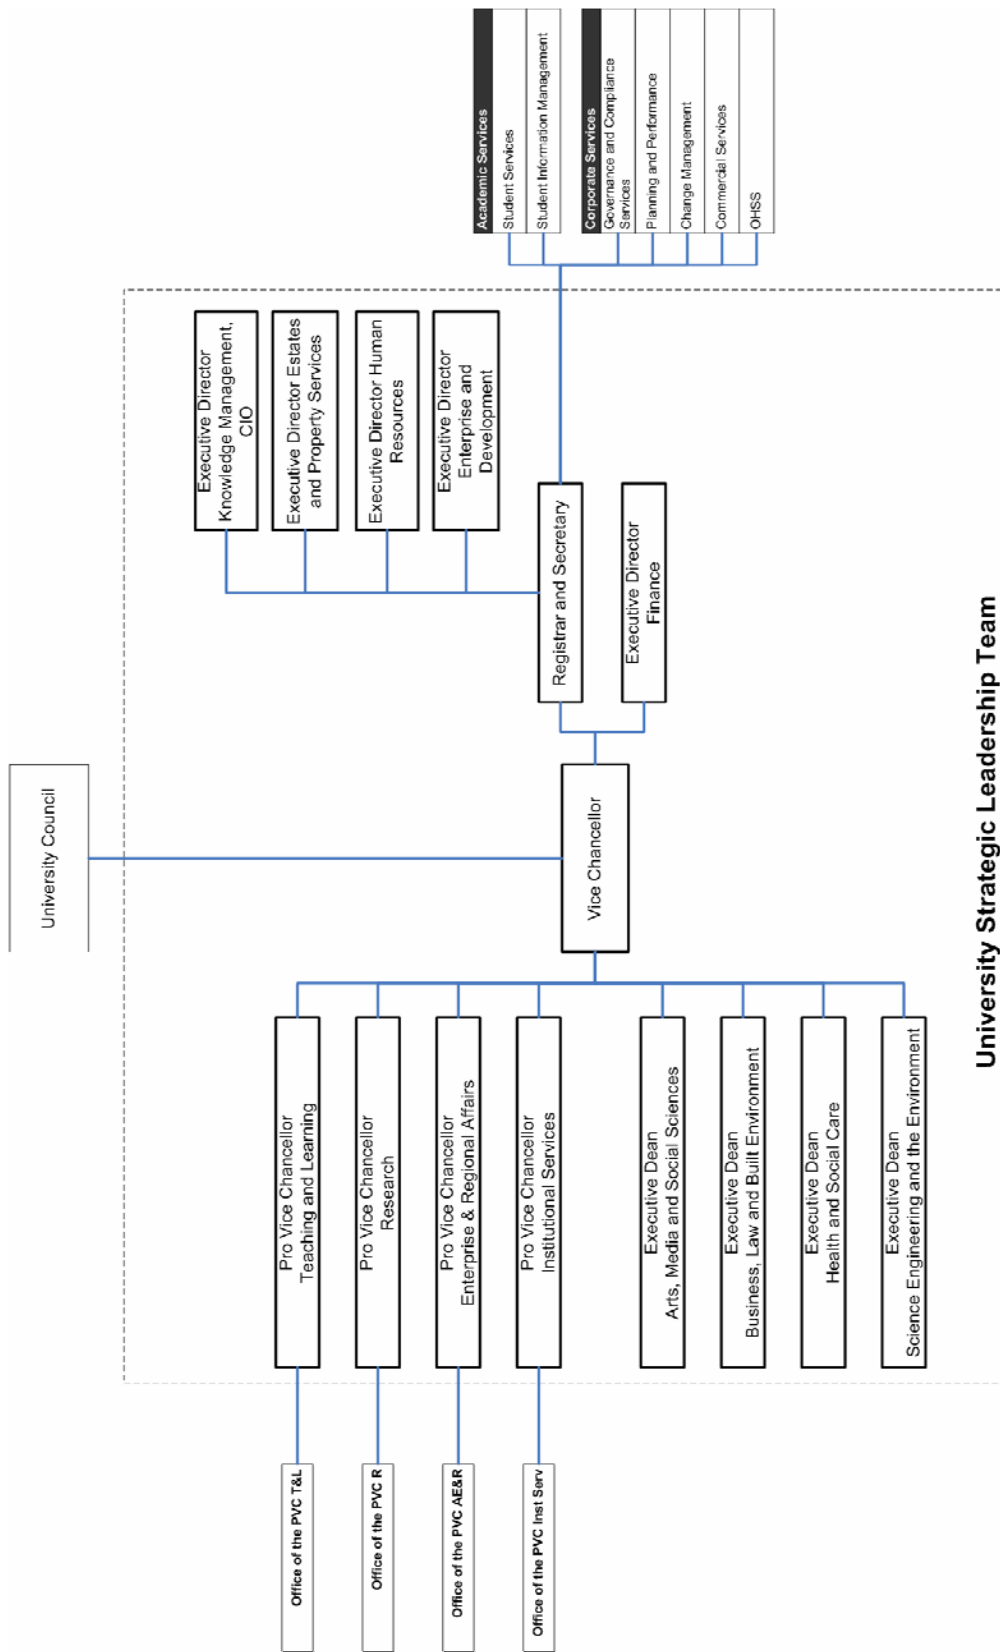 University Council
Office of the PVC T&L
Office of the PVC R
Office of the PVC AE&R
Office of the PVC Inst Serv
Pro Vice Chancellor
Teaching and Learning
Pro Vice Chancellor
Research
Pro Vice Chancellor
Enterprise & Regional Affairs
Pro Vice Chancellor
Institutional Services
Executive Dean
Arts, Media and Social Sciences
Executive Dean
Business, Law and Built Environment
Executive Dean
Health and Social Care
Executive Dean
Science Engineering and the Environment
Vice Chancellor
Registrar and Secretary
Executive Director
Finance
Executive Director
Knowledge Management,
CIO
Executive Director Estates
and Property Services
Executive Director Human
Resources
Executive Director
Enterprise and
Development
Academic Services
Student Services
Student Information Management
Corporate Services
Governance and Compliance
Services
Planning and Performance
Change Management
Commercial Services
OHSS
University Strategic Leadership Team